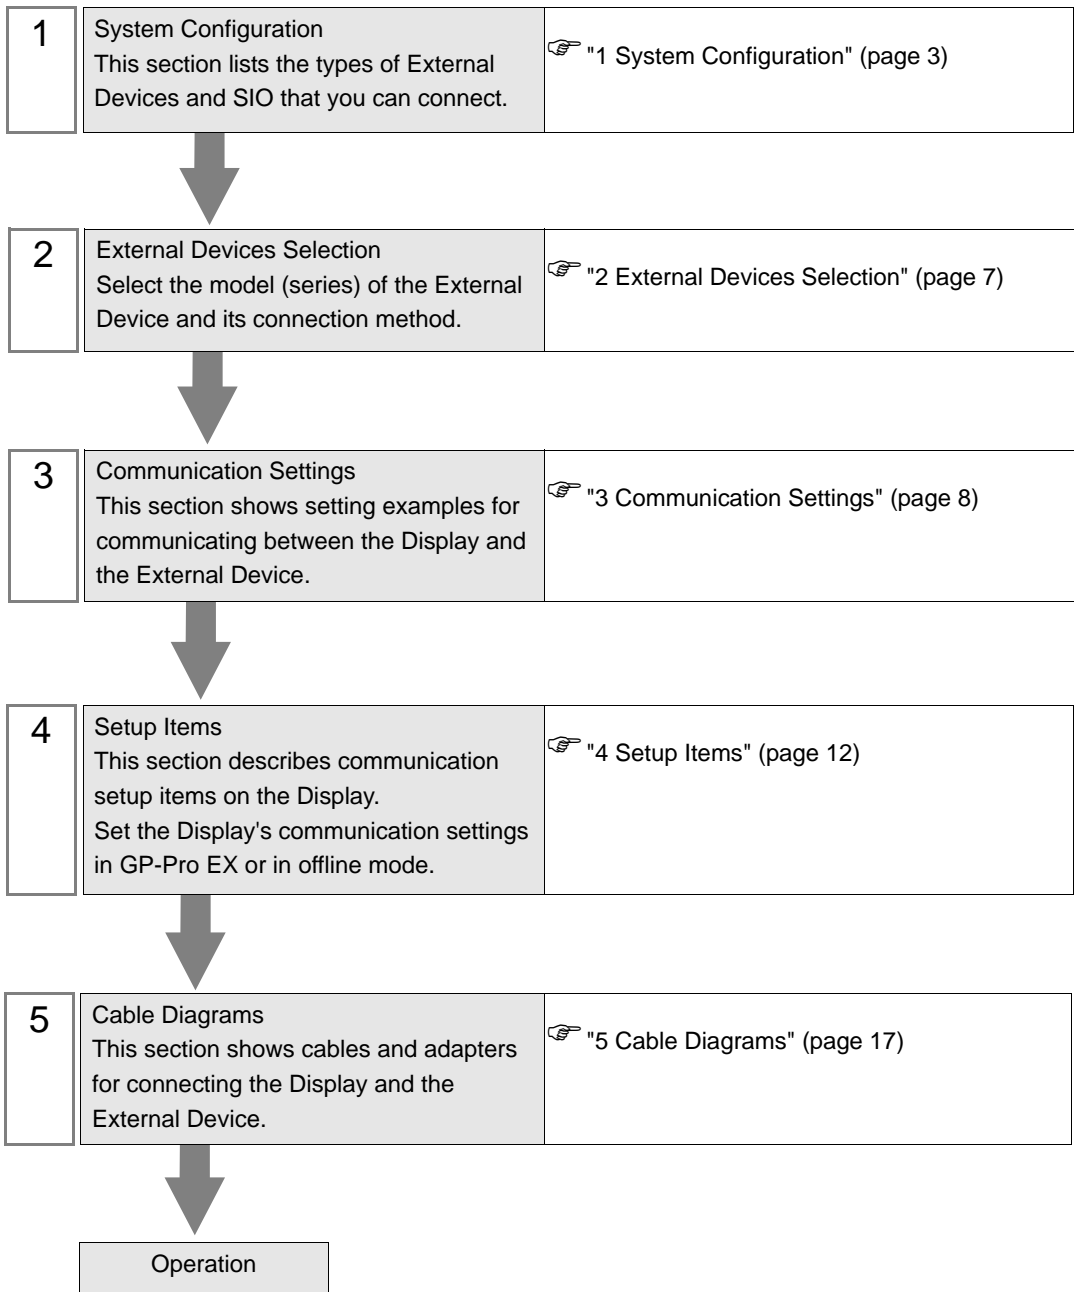 1
System Configuration
This section lists the types of External
Devices and SIO that you can connect.
"1 System Configuration" (page 3)
2
External Devices Selection
Select the model (series) of the External
Device and its connection method.
"2 External Devices Selection" (page 7)
3
Communication Settings
This section shows setting examples for
communicating between the Display and
the External Device.
"3 Communication Settings" (page 8)
4
Setup Items
This section describes communication
setup items on the Display.
Set the Display's communication settings
in GP-Pro EX or in offline mode.
"4 Setup Items" (page 12)
5
Cable Diagrams
This section shows cables and adapters
for connecting the Display and the
External Device.
"5 Cable Diagrams" (page 17)
Operation